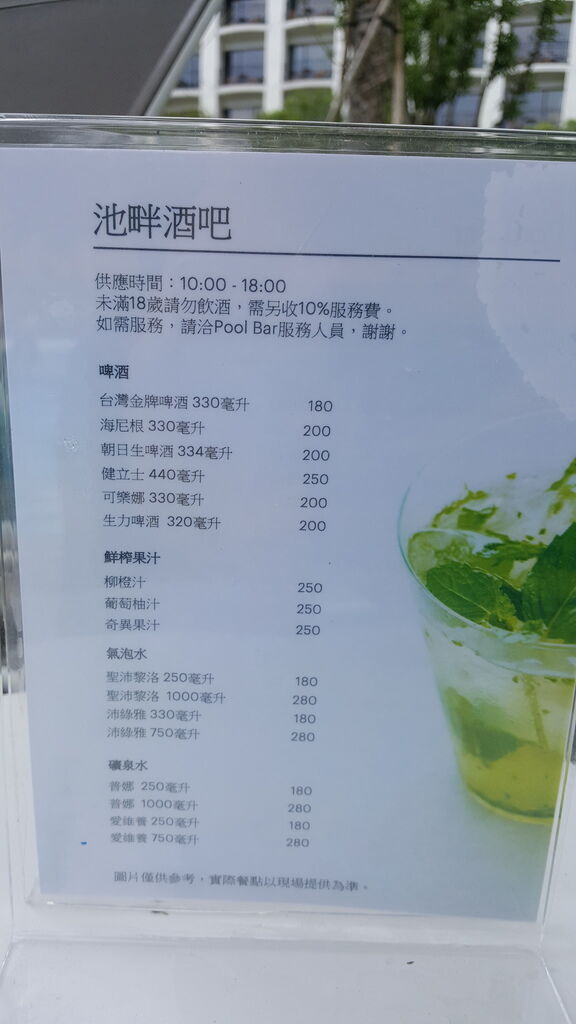 池畔酒吧
供應時間：10:00 - 18:00
未滿18歲請勿飲酒，需另收10%服務費。
如需服務，請洽Pool Bar服務人員，謝謝。
啤酒
台灣金牌啤酒 330毫升 180
海尼根 330毫升 200
朝日生啤酒 334毫升 200
健立士 440毫升 250
可樂娜 330毫升 200
生力啤酒 320毫升 200
鮮榨果汁
柳橙汁 250
葡萄柚汁 250
奇異果汁 250
氣泡水
聖沛黎洛 250毫升 180
聖沛黎洛 1000毫升 280
沛綠雅 330毫升 180
沛綠雅 750毫升 280
礦泉水
普娜 250毫升 180
普娜 1000毫升 280
愛維養 250毫升 180
愛維養 750毫升 280
圖片僅供參考，實際餐點以現場提供為準。